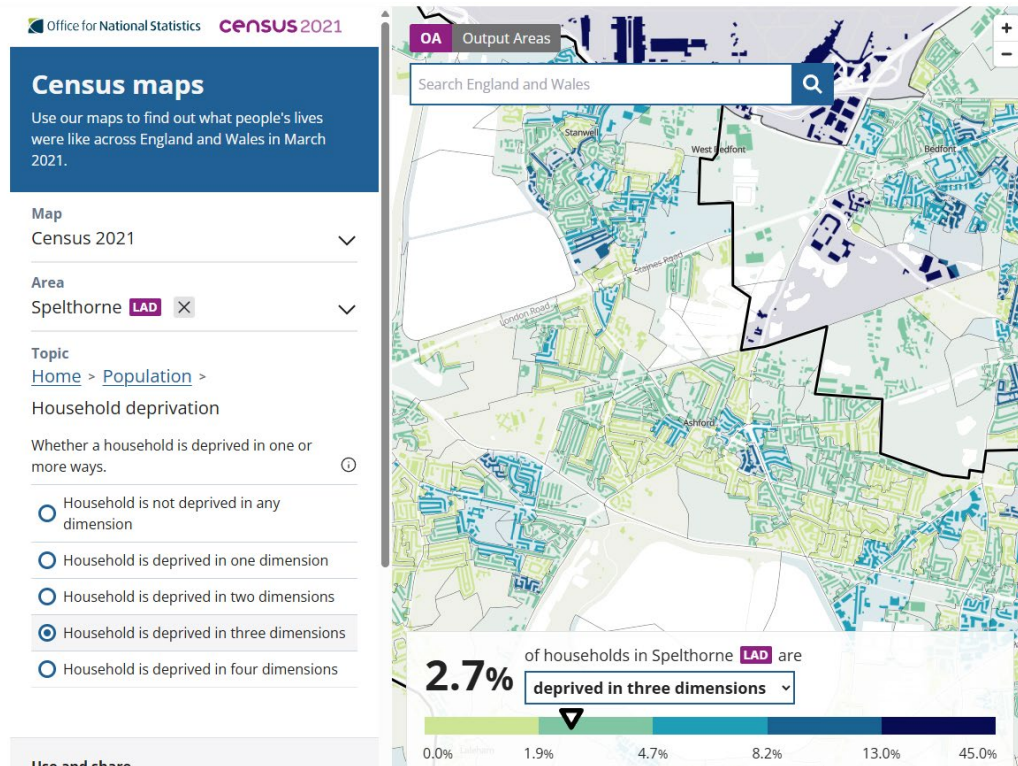 Office for National Statistics census 2021
Census maps
Use our maps to find out what people's lives
were like across England and Wales in March
2021.
Map
Census 2021
Area
Spelthorne LAD
Topic
Home > Population >
Household deprivation
Whether a household is deprived in one or
more ways.
Household is not deprived in any
dimension
Household is deprived in one dimension
Household is deprived in two dimensions
Household is deprived in three dimensions
Household is deprived in four dimensions
OA Output Areas
Search England and Wales
+
−
Stanwell
West Bedfont
Bedfont
Staines Road
London Road
Ashford
2.7% of households in Spelthorne LAD are
deprived in three dimensions
0.0% 1.9% 4.7% 8.2% 13.0% 45.0%